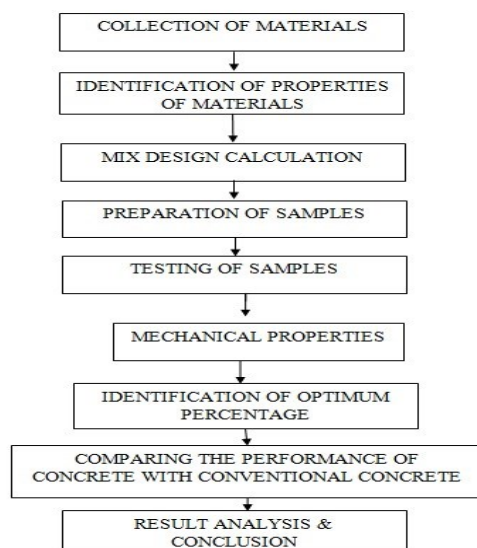 COLLECTION OF MATERIALS
IDENTIFICATION OF PROPERTIES
OF MATERIALS
MIX DESIGN CALCULATION
PREPARATION OF SAMPLES
TESTING OF SAMPLES
MECHANICAL PROPERTIES
IDENTIFICATION OF OPTIMUM
PERCENTAGE
COMPARING THE PERFORMANCE OF
CONCRETE WITH CONVENTIONAL CONCRETE
RESULT ANALYSIS &
CONCLUSION